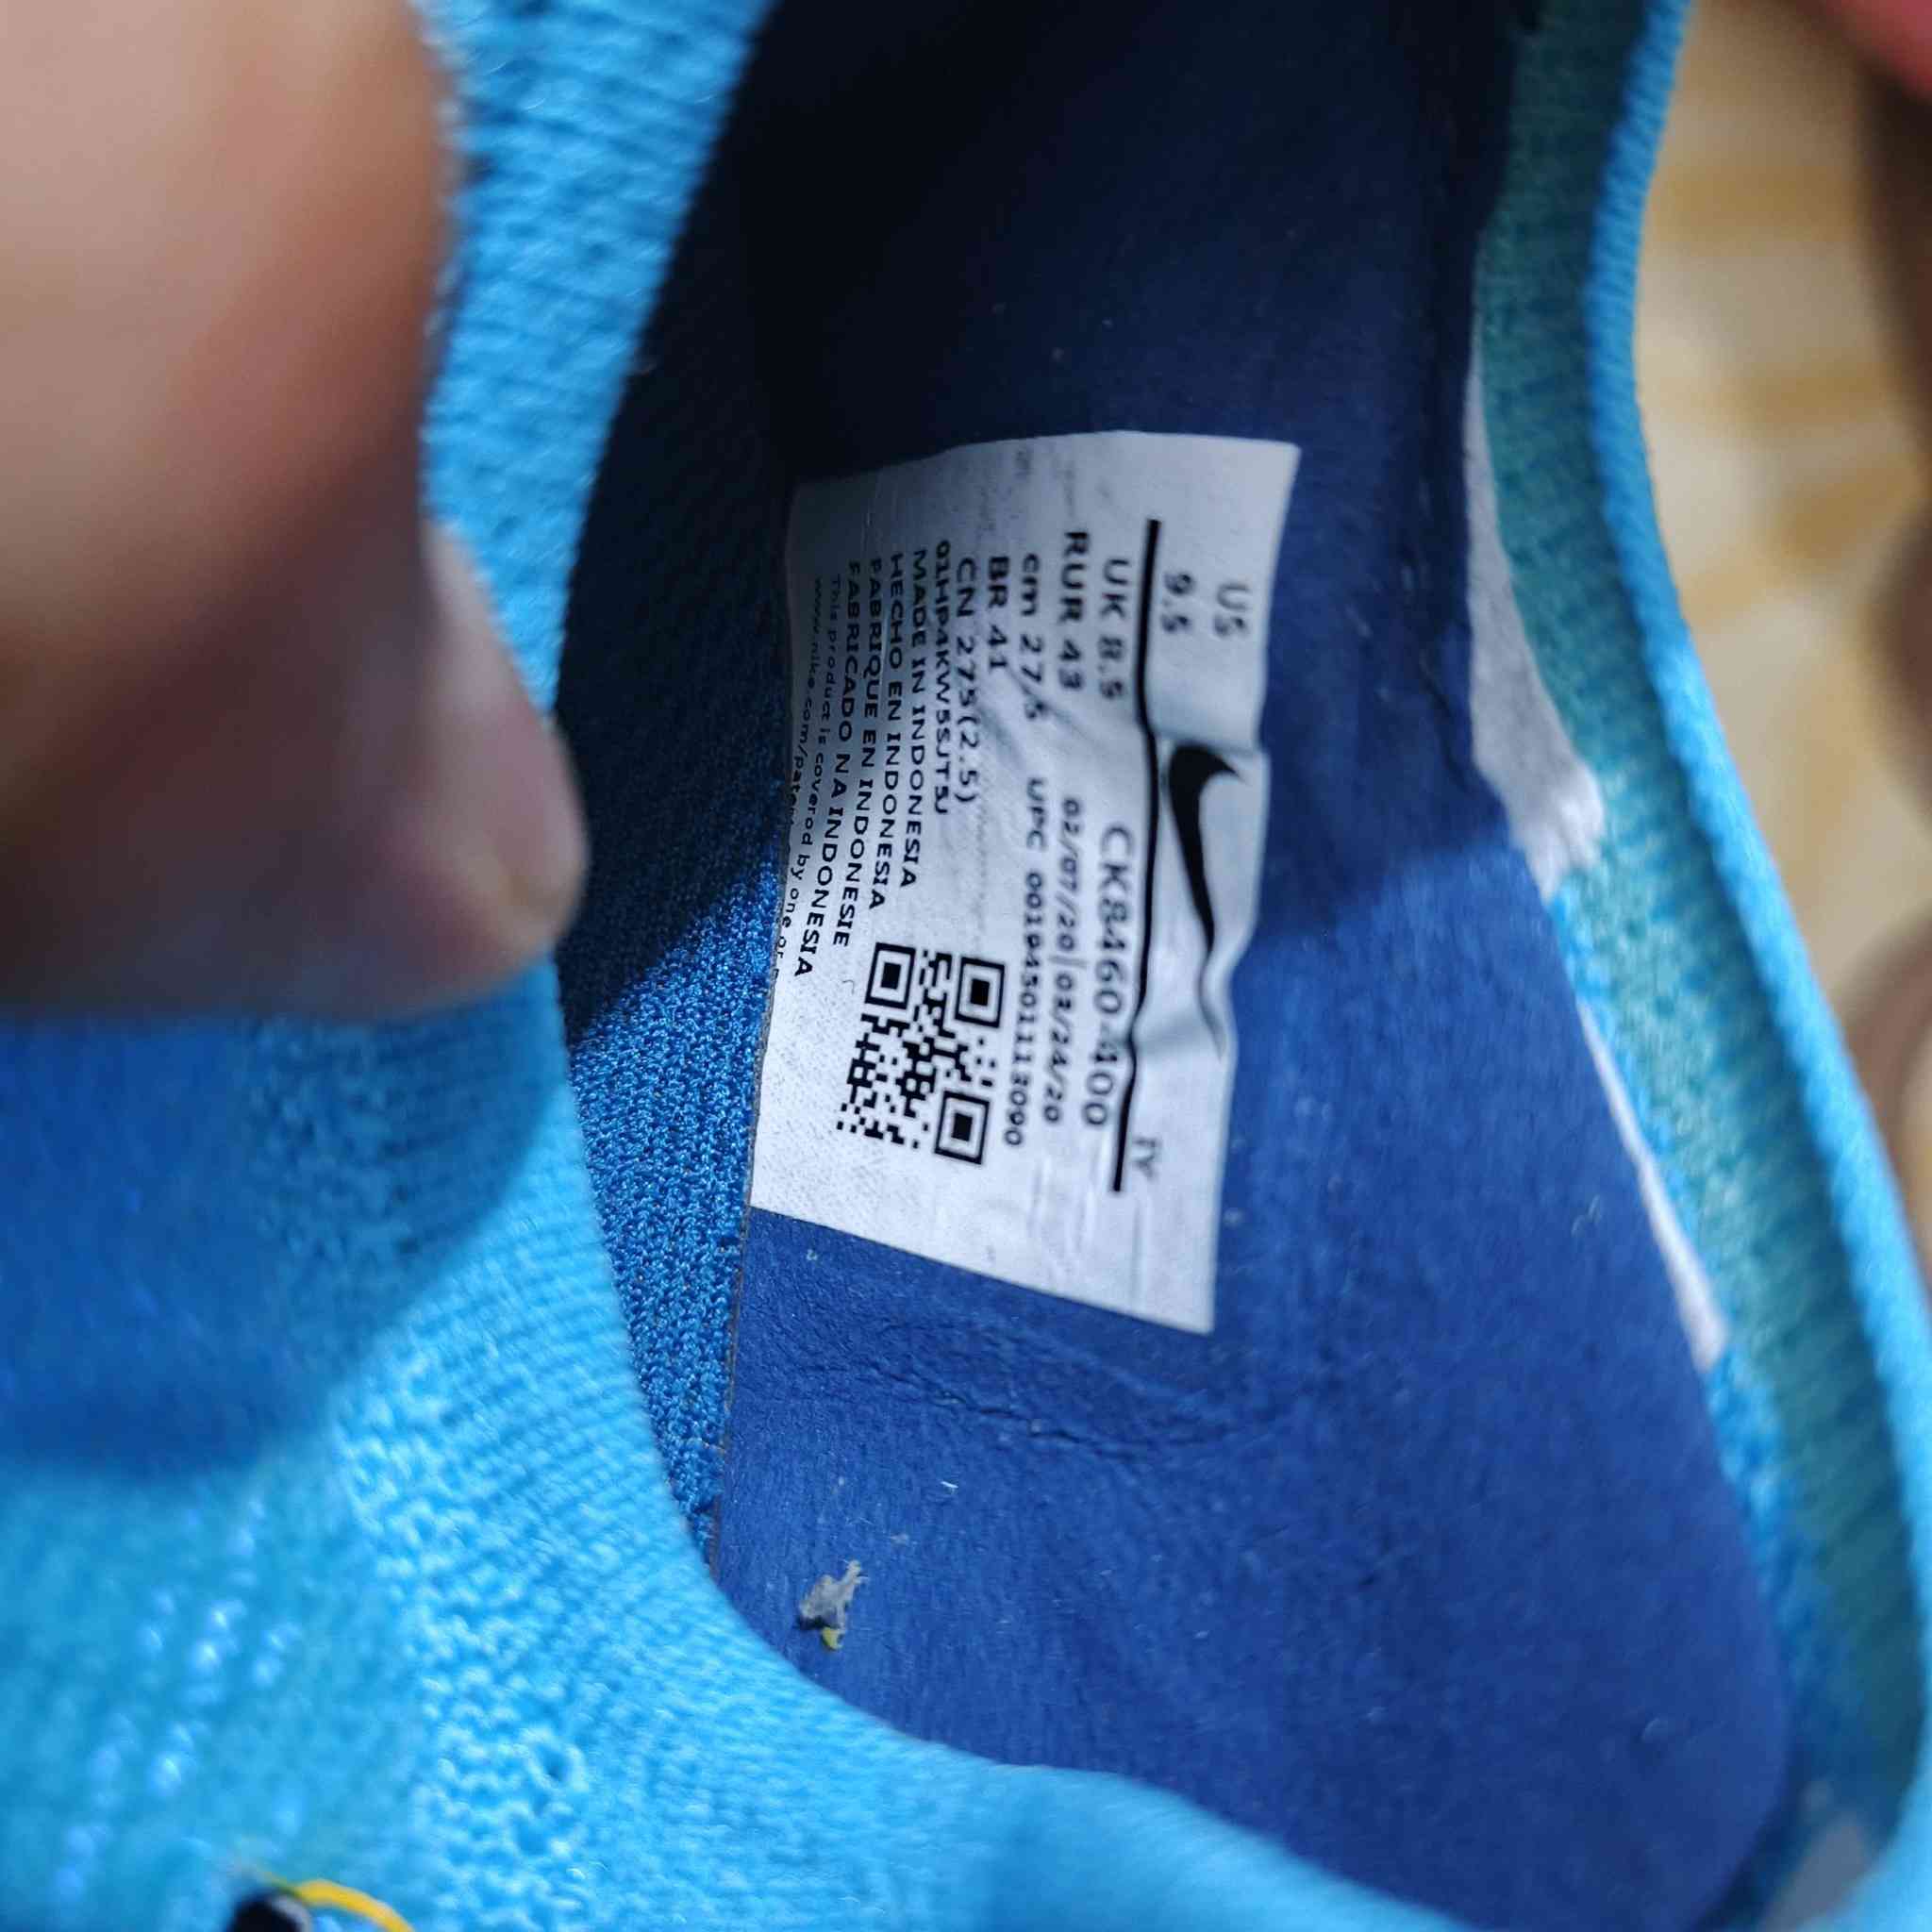 US
9.5
IY
UK 8.5
CK8460-400
RUR 43
02/07/20|03/24/20
cm 27.5
UPC 00194501113090
BR 41
CN 275(2.5)
01HP4KW5SJT5J
MADE IN INDONESIA
HECHO EN INDONESIA
FABRIQUE EN INDONESIE
FABRICADO NA INDONESIA
This product is covered by one or
www.nike.com/patents